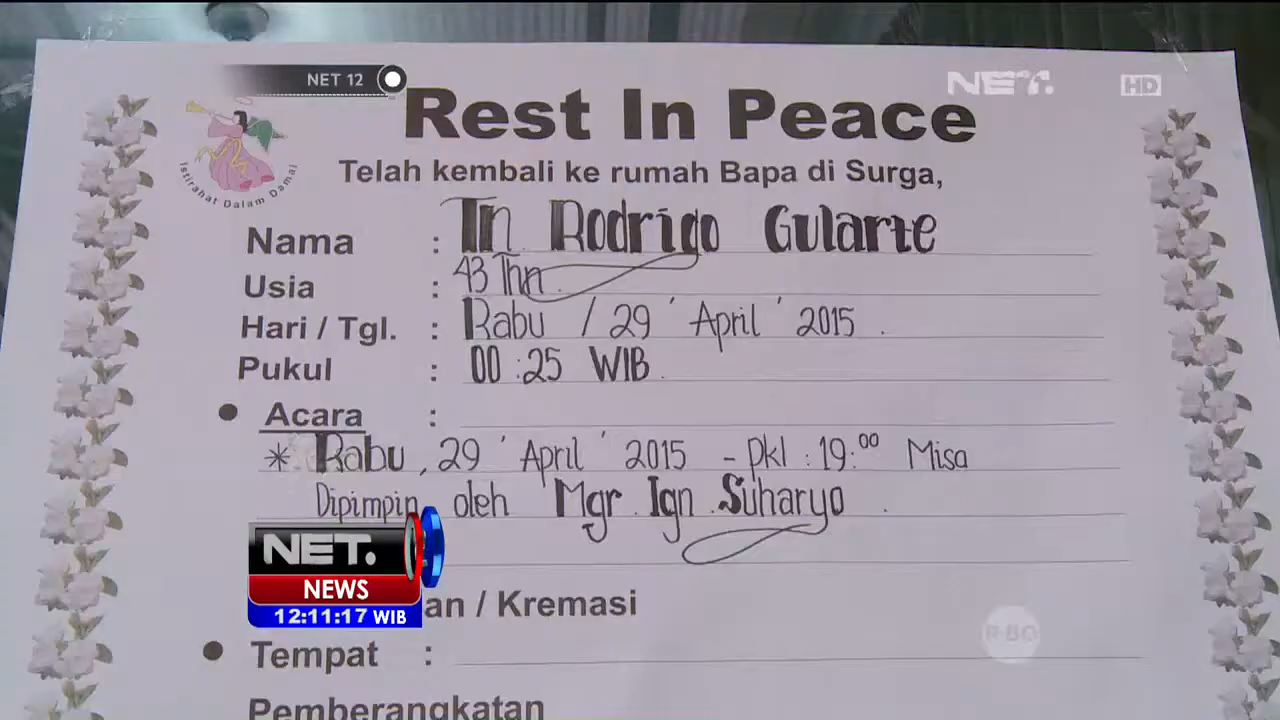 NET 12
NET.
HD
Rest In Peace
Istirahat Dalam Damai
Telah kembali ke rumah Bapa di Surga,
Nama : Tn Rodrigo Gularte
Usia : 43 Thn
Hari / Tgl. : Rabu / 29 ' April ' 2015 .
Pukul : 00 : 25 WIB .
• Acara :
* Rabu , 29 ' April ' 2015 - Pkl : 19:00 Misa
Dipimpin oleh Mgr . Ign . Suharyo .
NET.
NEWS
12:11:17 WIB
an / Kremasi
• Tempat :
Pemberangkatan